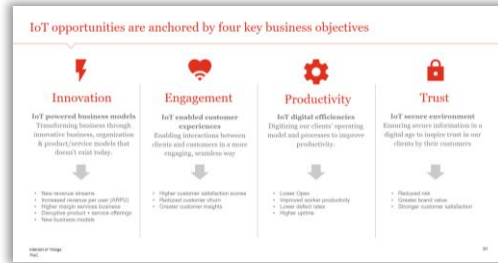 IoT opportunities are anchored by four key business objectives
Innovation
IoT powered business models
Transforming business through
innovative business, organization
& product/service models that
doesn't exist today.
• New revenue streams
• Increased revenue per user (ARPU)
• Higher margin services business
• Disruptive product + service offerings
• New business models
Engagement
IoT enabled customer
experiences
Enabling interactions between
clients and customers in a more
engaging, seamless way
• Higher customer satisfaction scores
• Reduced customer churn
• Greater customer insights
Productivity
IoT digital efficiencies
Digitizing our clients' operating
model and processes to improve
productivity.
• Lower Opex
• Improved worker productivity
• Lower defect rates
• Higher uptime
Trust
IoT secure environment
Ensuring secure information in a
digital age to inspire trust in our
clients by their customers
• Reduced risk
• Greater brand value
• Stronger customer satisfaction
Internet of Things
PwC